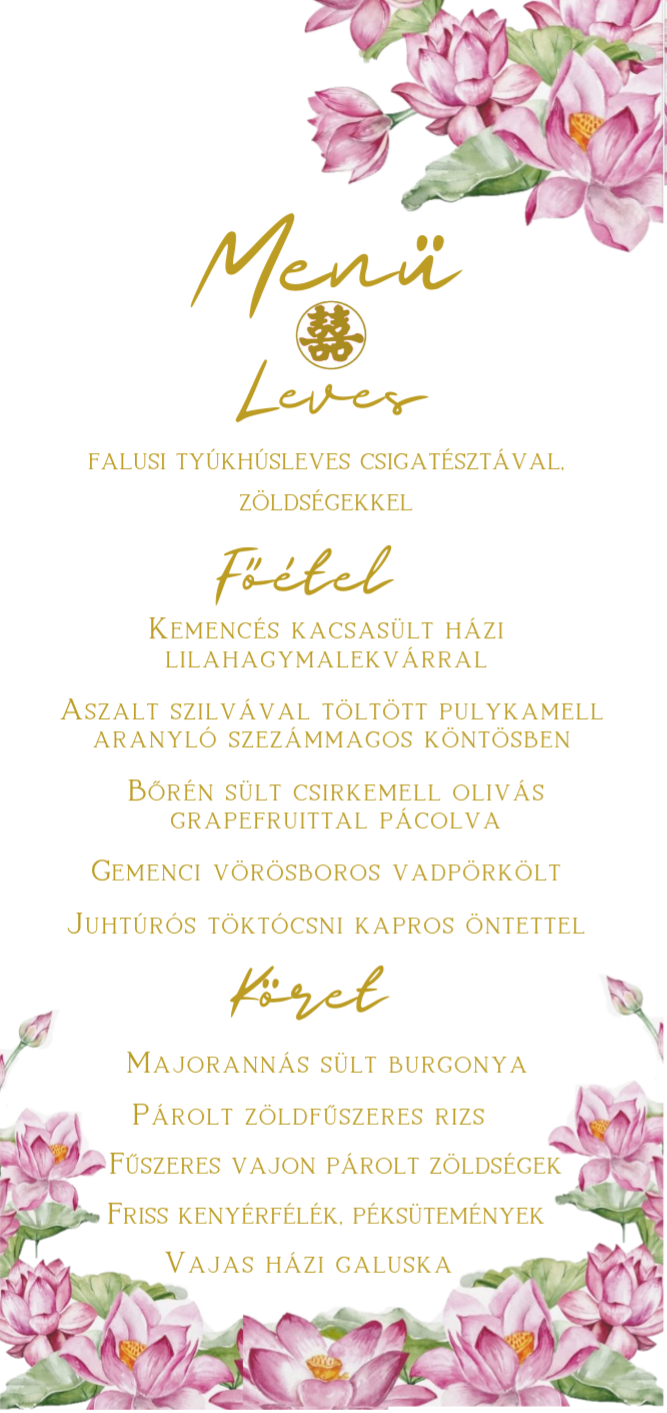 Menü
囍
Leves
FALUSI TYÚKHÚSLEVES CSIGATÉSZTÁVAL,
ZÖLDSÉGEKKEL
Főétel
KEMENCÉS KACSASÜLT HÁZI
LILAHAGYMALEKVÁRRAL
ASZALT SZILVÁVAL TÖLTÖTT PULYKAMELL
ARANYLÓ SZEZÁMMAGOS KÖNTÖSBEN
BŐRÉN SÜLT CSIRKEMELL OLIVÁS
GRAPEFRUITTAL PÁCOLVA
GEMENCI VÖRÖSBOROS VADPÖRKÖLT
JUHTÚRÓS TÖKTÓCSNI KAPROS ÖNTETTEL
Köret
MAJORANNÁS SÜLT BURGONYA
PÁROLT ZÖLDFŰSZERES RIZS
FŰSZERES VAJON PÁROLT ZÖLDSÉGEK
FRISS KENYÉRFÉLÉK, PÉKSÜTEMÉNYEK
VAJAS HÁZI GALUSKA